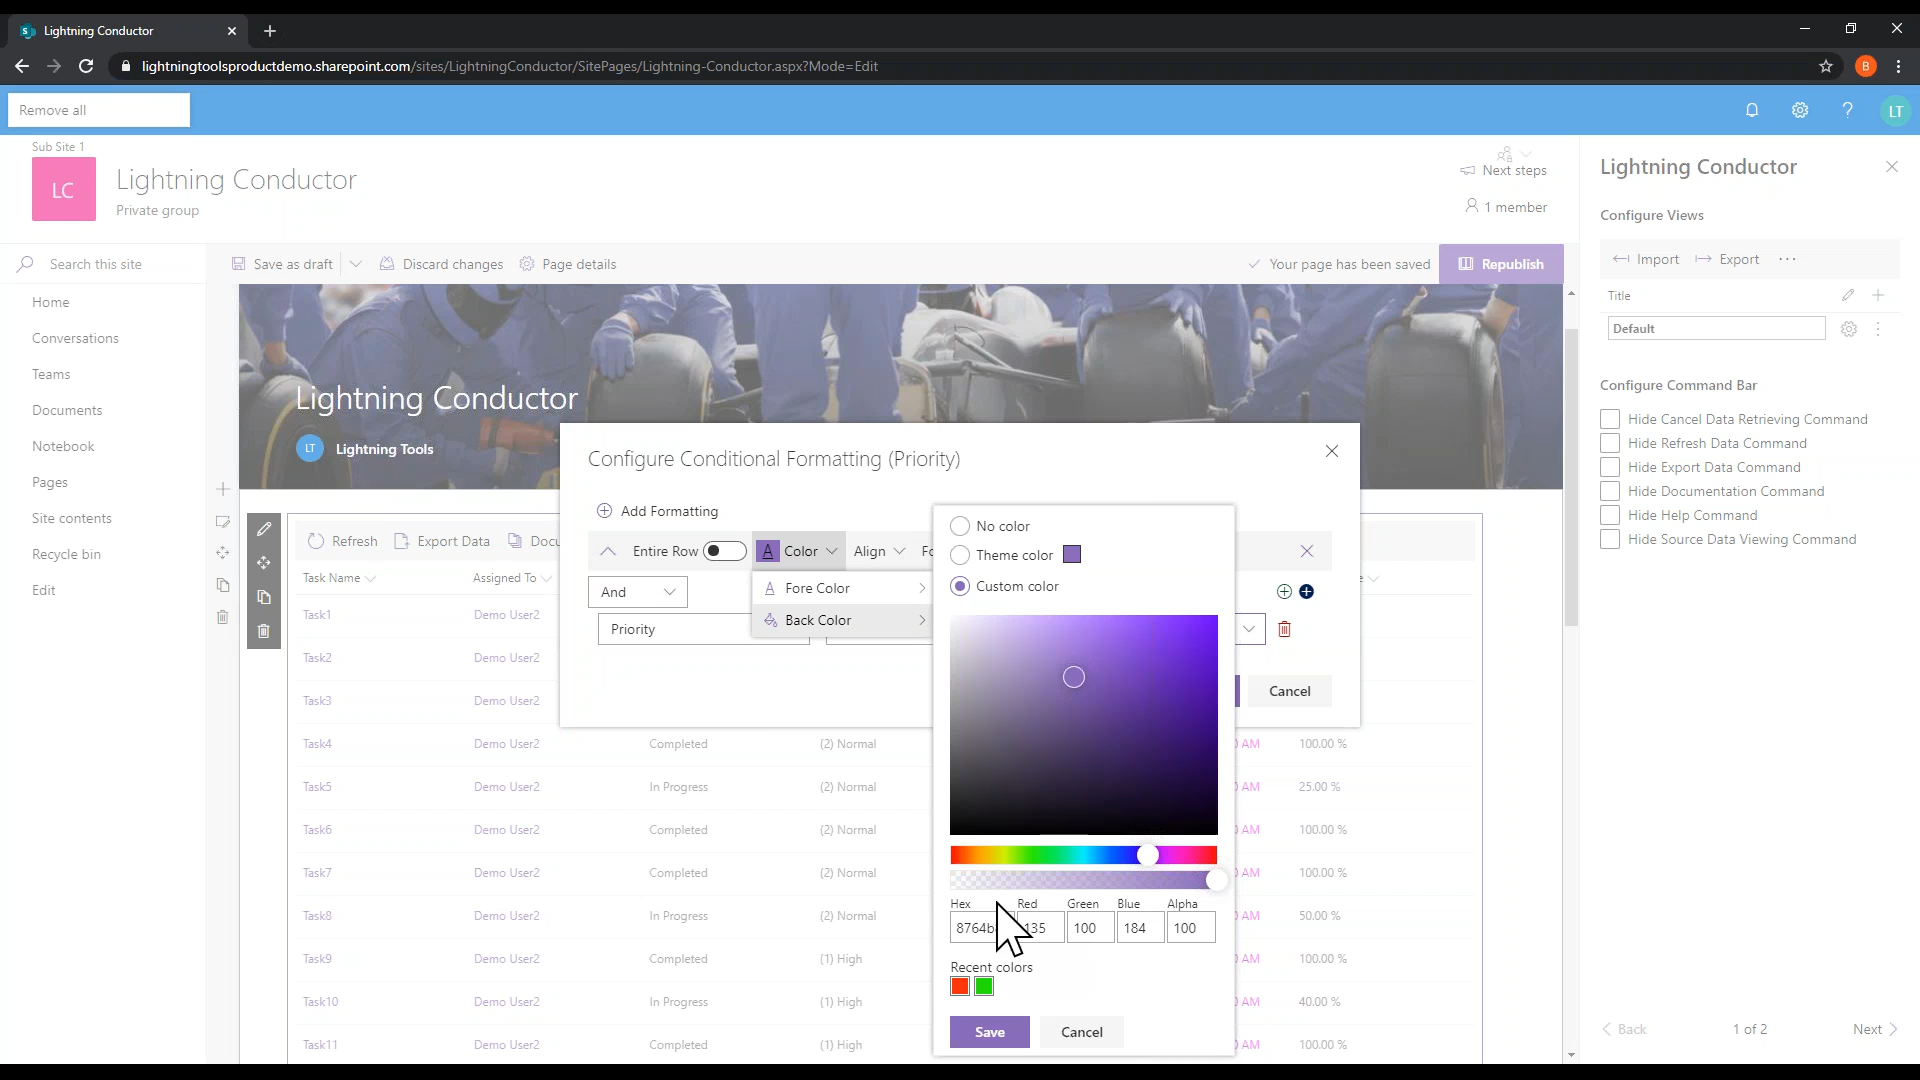 Lightning Conductor
lightningtoolsproductdemo.sharepoint.com/sites/LightningConductor/SitePages/Lightning-Conductor.aspx?Mode=Edit
B
Remove all
LT
Sub Site 1
LC
Lightning Conductor
Private group
Next steps
1 member
Search this site
Save as draft
Discard changes
Page details
Your page has been saved
Republish
Home
Conversations
Teams
Documents
Notebook
Pages
Site contents
Recycle bin
Edit
Lightning Conductor
LT
Lightning Tools
Refresh
Export Data
Task Name
Assigned To
Task1 Demo User2
Task2 Demo User2
Task3 Demo User2
Task4 Demo User2 Completed (2) Normal AM 100.00 %
Task5 Demo User2 In Progress (2) Normal AM 25.00 %
Task6 Demo User2 Completed (2) Normal AM 100.00 %
Task7 Demo User2 Completed (2) Normal AM 100.00 %
Task8 Demo User2 In Progress (2) Normal AM 50.00 %
Task9 Demo User2 Completed (1) High AM 100.00 %
Task10 Demo User2 In Progress (1) High AM 40.00 %
Task11 Demo User2 Completed (1) High AM 100.00 %
Configure Conditional Formatting (Priority)
Add Formatting
Entire Row
A Color
Align
And
A Fore Color
Back Color
Priority
Cancel
No color
Theme color
Custom color
Hex Red Green Blue Alpha
135 100 184 100
Recent colors
Save
Cancel
Lightning Conductor
Configure Views
Import
Export
Title
Default
Configure Command Bar
Hide Cancel Data Retrieving Command
Hide Refresh Data Command
Hide Export Data Command
Hide Documentation Command
Hide Help Command
Hide Source Data Viewing Command
Back
1 of 2
Next